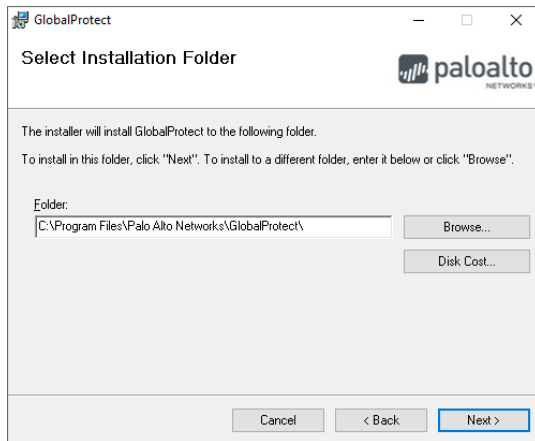 GlobalProtect
Select Installation Folder
paloalto
NETWORKS
The installer will install GlobalProtect to the following folder.
To install in this folder, click "Next". To install to a different folder, enter it below or click "Browse".
Folder:
C:\Program Files\Palo Alto Networks\GlobalProtect\
Browse...
Disk Cost...
Cancel
< Back
Next >